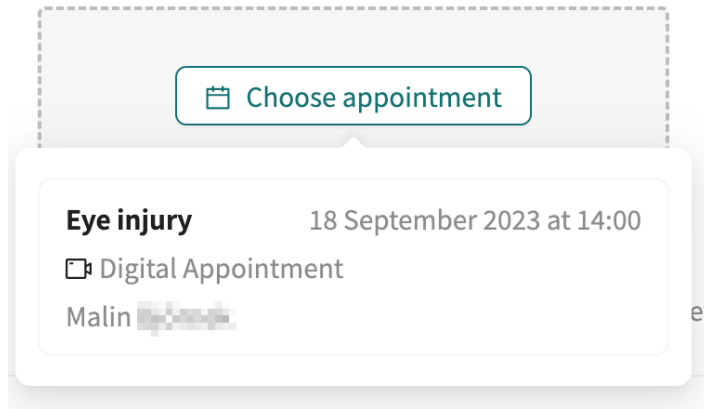 Choose appointment
Eye injury 18 September 2023 at 14:00
Digital Appointment
Malin